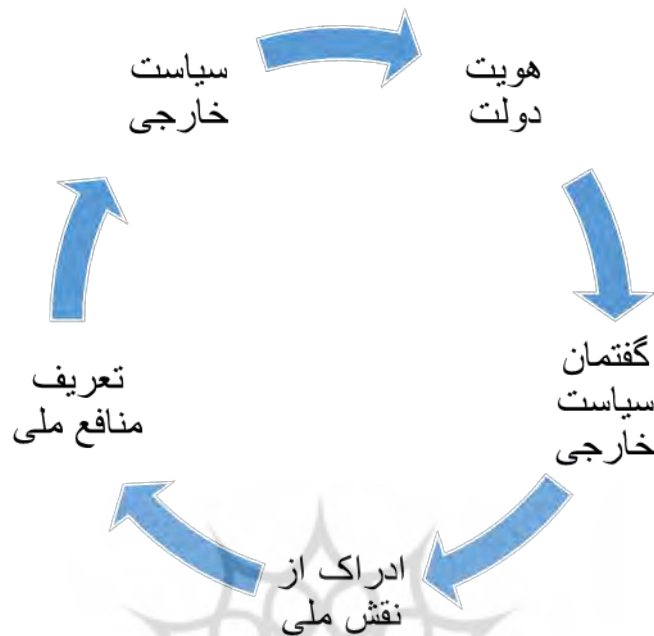 هویت
دولت
گفتمان
سیاست
خارجی
ادراک از
نقش ملی
تعریف
منافع ملی
سیاست
خارجی